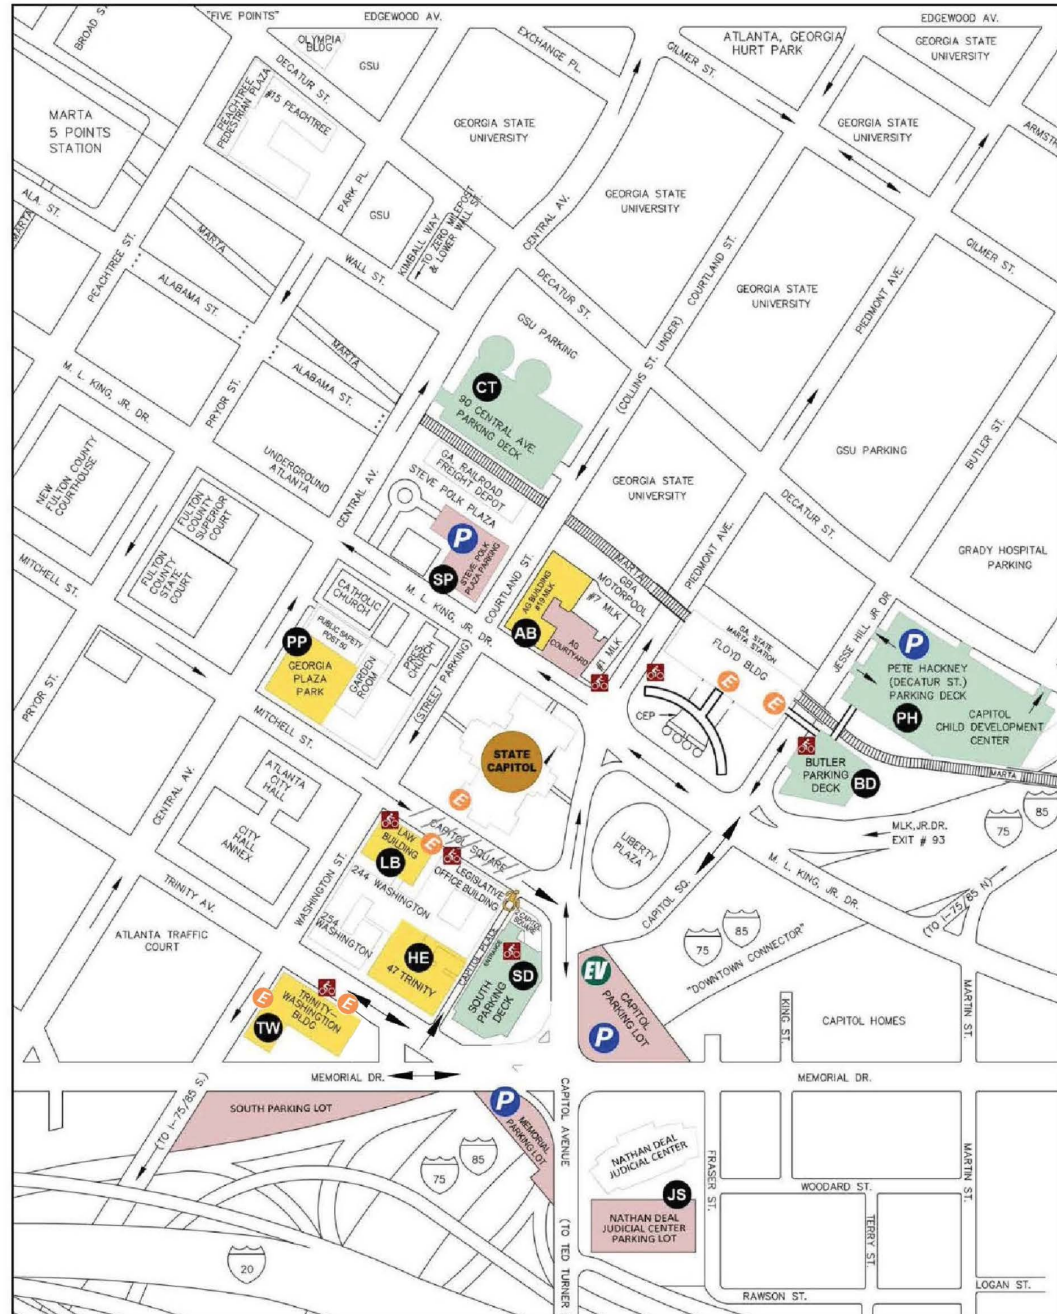 "FIVE POINTS"
EDGEWOOD AV.
EDGEWOOD AV.
BROAD S
OLYMPIA
BLDG
GSU
EXCHANGE PL.
GILMER ST.
ATLANTA, GEORGIA
HURT PARK
GEORGIA STATE
UNIVERSITY
DECATUR ST.
MARTA
5 POINTS
STATION
PEACHTREE
PEDESTRIAN PLAZA
#15 PEACHTREE
GEORGIA STATE
UNIVERSITY
GEORGIA STATE
UNIVERSITY
ARMSTR
ALA. ST.
MARTA
MARTA
PARK PL.
GSU
KIMBALL WAY
TO ZERO MILEPOST
& LOWER WALL ST.
CENTRAL AV.
GEORGIA STATE
UNIVERSITY
GILMER ST.
PEACHTREE ST.
ALABAMA ST.
WALL ST.
DECATUR ST.
(COLLINS ST. UNDER) COURTLAND ST.
GEORGIA STATE
UNIVERSITY
PIEDMONT AVE.
GSU PARKING
MARTA
ALABAMA ST.
M. L. KING, JR. DR.
PRYOR ST.
CT
90 CENTRAL AVE.
PARKING DECK
NEW
FULTON COUNTY
COURTHOUSE
UNDERGROUND
ATLANTA
GA. RAILROAD
FREIGHT DEPOT
GEORGIA STATE
UNIVERSITY
GSU PARKING
BUTLER ST.
FULTON
COUNTY
SUPERIOR
COURT
CENTRAL AV.
STEVE POLK PLAZA
DECATUR ST.
GRADY HOSPITAL
PARKING
MITCHELL ST.
FULTON
COUNTY
STATE
COURT
P
STEVE POLK
PLAZA PARKING
SP
COURTLAND ST.
MARTA
GBA
MOTORPOOL
#7 MLK
PIEDMONT AVE.
CATHOLIC
CHURCH
M. L. KING, JR. DR
AG BUILDING
#19 MLK
AB
AG
COURTYARD
#1 MLK
GA. STATE
MARTA STATION
FLOYD BLDG
JESSE HILL JR DR
PP
PUBLIC SAFETY
POST 50
GEORGIA
PLAZA
PARK
GARDEN
ROOM
PRES.
CHURCH
(STREET PARKING)
E
E
P
PETE HACKNEY
(DECATUR ST.)
PARKING DECK
PH
CAPITOL
CHILD DEVELOPMENT
CENTER
PRYOR ST.
MITCHELL ST.
CEP
STATE
CAPITOL
BUTLER
PARKING
DECK
BD
MARTA
ATLANTA
CITY HALL
CENTRAL AV.
CITY
HALL
ANNEX
E
CAPITOL SQUARE
LAW
BUILDING
E
LB
LEGISLATIVE
OFFICE BUILDING
LIBERTY
PLAZA
MLK,JR.DR.
EXIT # 93
75
85
M. L. KING, JR. DR.
WASHINGTON ST.
244 WASHINGTON
254
WASHINGTON
TRINITY AV.
2 CAPITOL
SQUARE
CAPITOL SQ.
75
85
(TO I-75/85 N)
ATLANTA TRAFFIC
COURT
HE
47 TRINITY
CAPITOL PLACE
ENTRANCE
SD
SOUTH
PARKING
DECK
EV
CAPITOL
PARKING LOT
P
"DOWNTOWN CONNECTOR"
KING ST.
CAPITOL HOMES
MARTIN ST.
E
TRINITY-
WASHINGTON
BLDG
E
TW
MEMORIAL DR.
MEMORIAL DR.
SOUTH PARKING LOT
(TO I-75/85 S.)
P
MEMORIAL
PARKING LOT
CAPITOL AVENUE
85
75
NATHAN DEAL
JUDICIAL CENTER
JS
FRASER ST.
WOODARD ST.
MARTIN ST.
NATHAN DEAL
JUDICIAL CENTER
PARKING LOT
TERRY ST.
20
(TO TED TURNER
RAWSON ST.
LOGAN ST.